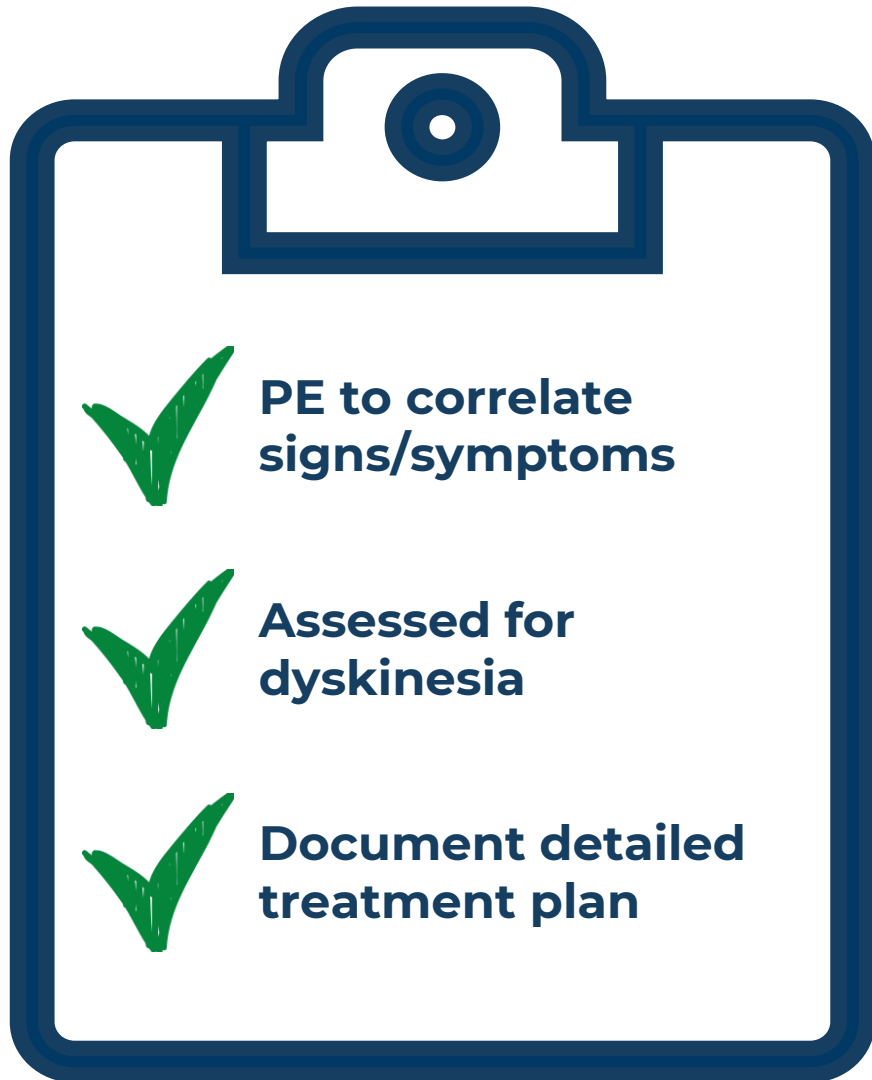 PE to correlate
signs/symptoms
Assessed for
dyskinesia
Document detailed
treatment plan